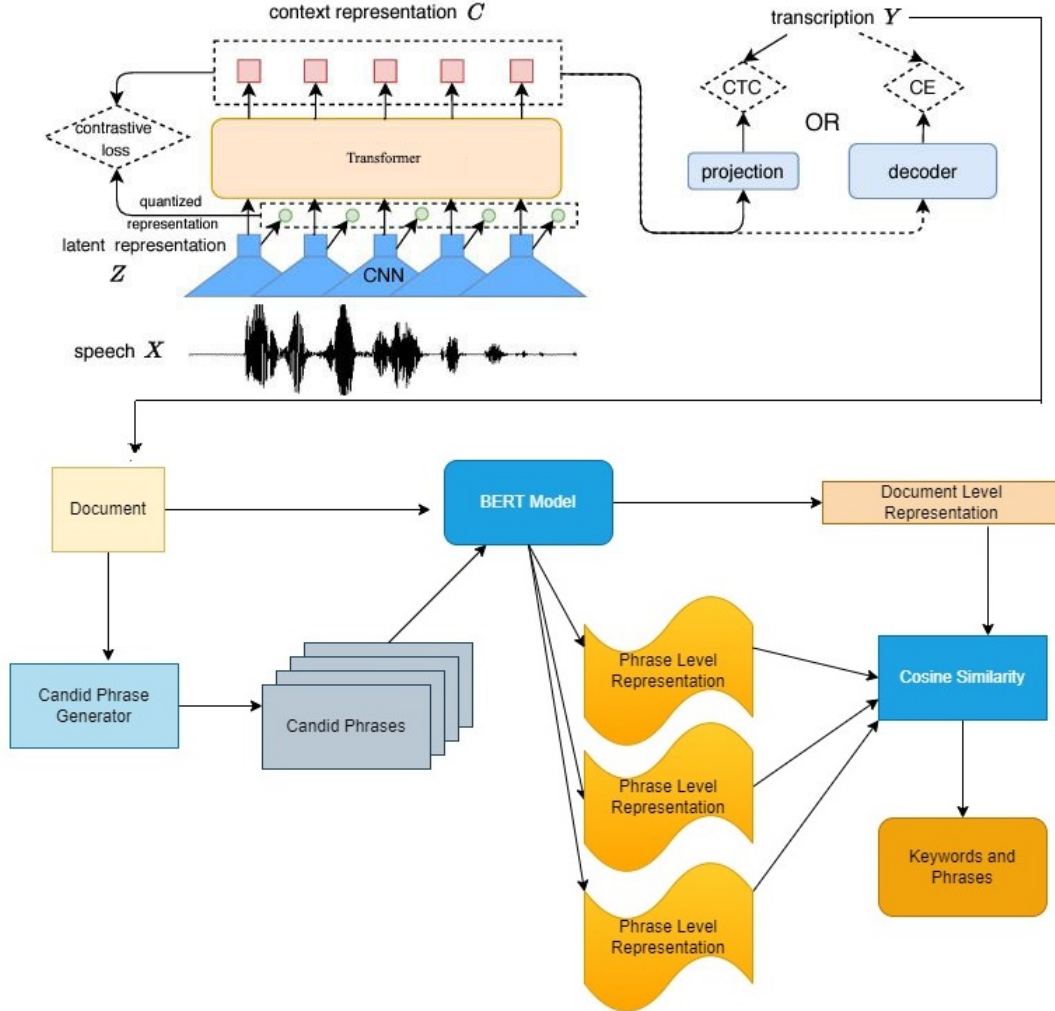 context representation C
transcription Y
CTC
CE
OR
contrastive
loss
Transformer
projection
decoder
quantized
representation
latent representation
Z
CNN
speech X
Document
BERT Model
Document Level
Representation
Candid Phrase
Generator
Candid Phrases
Phrase Level
Representation
Cosine Similarity
Phrase Level
Representation
Keywords and
Phrases
Phrase Level
Representation